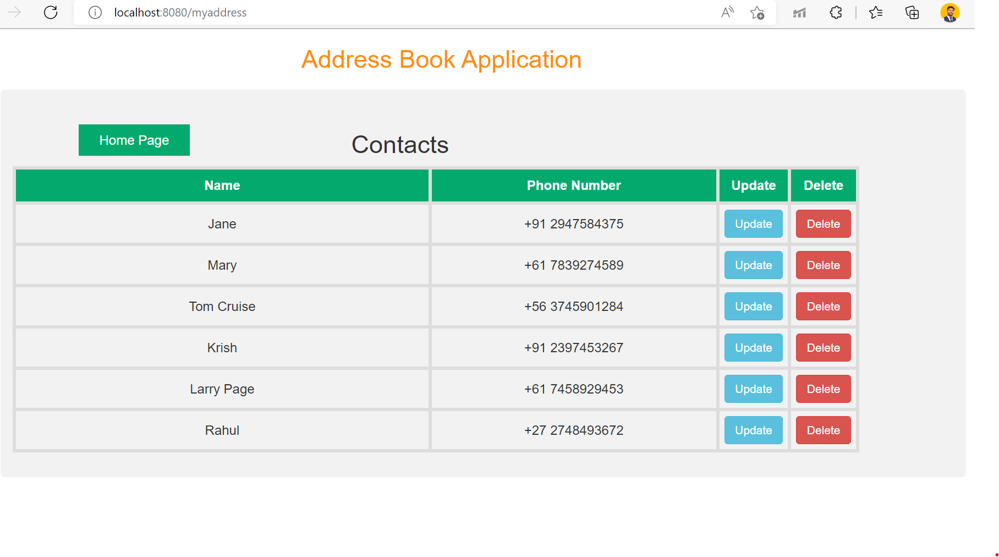 localhost:8080/myaddress
Address Book Application
Home Page
Contacts
Name Phone Number Update Delete
Jane +91 2947584375 Update Delete
Mary +61 7839274589 Update Delete
Tom Cruise +56 3745901284 Update Delete
Krish +91 2397453267 Update Delete
Larry Page +61 7458929453 Update Delete
Rahul +27 2748493672 Update Delete